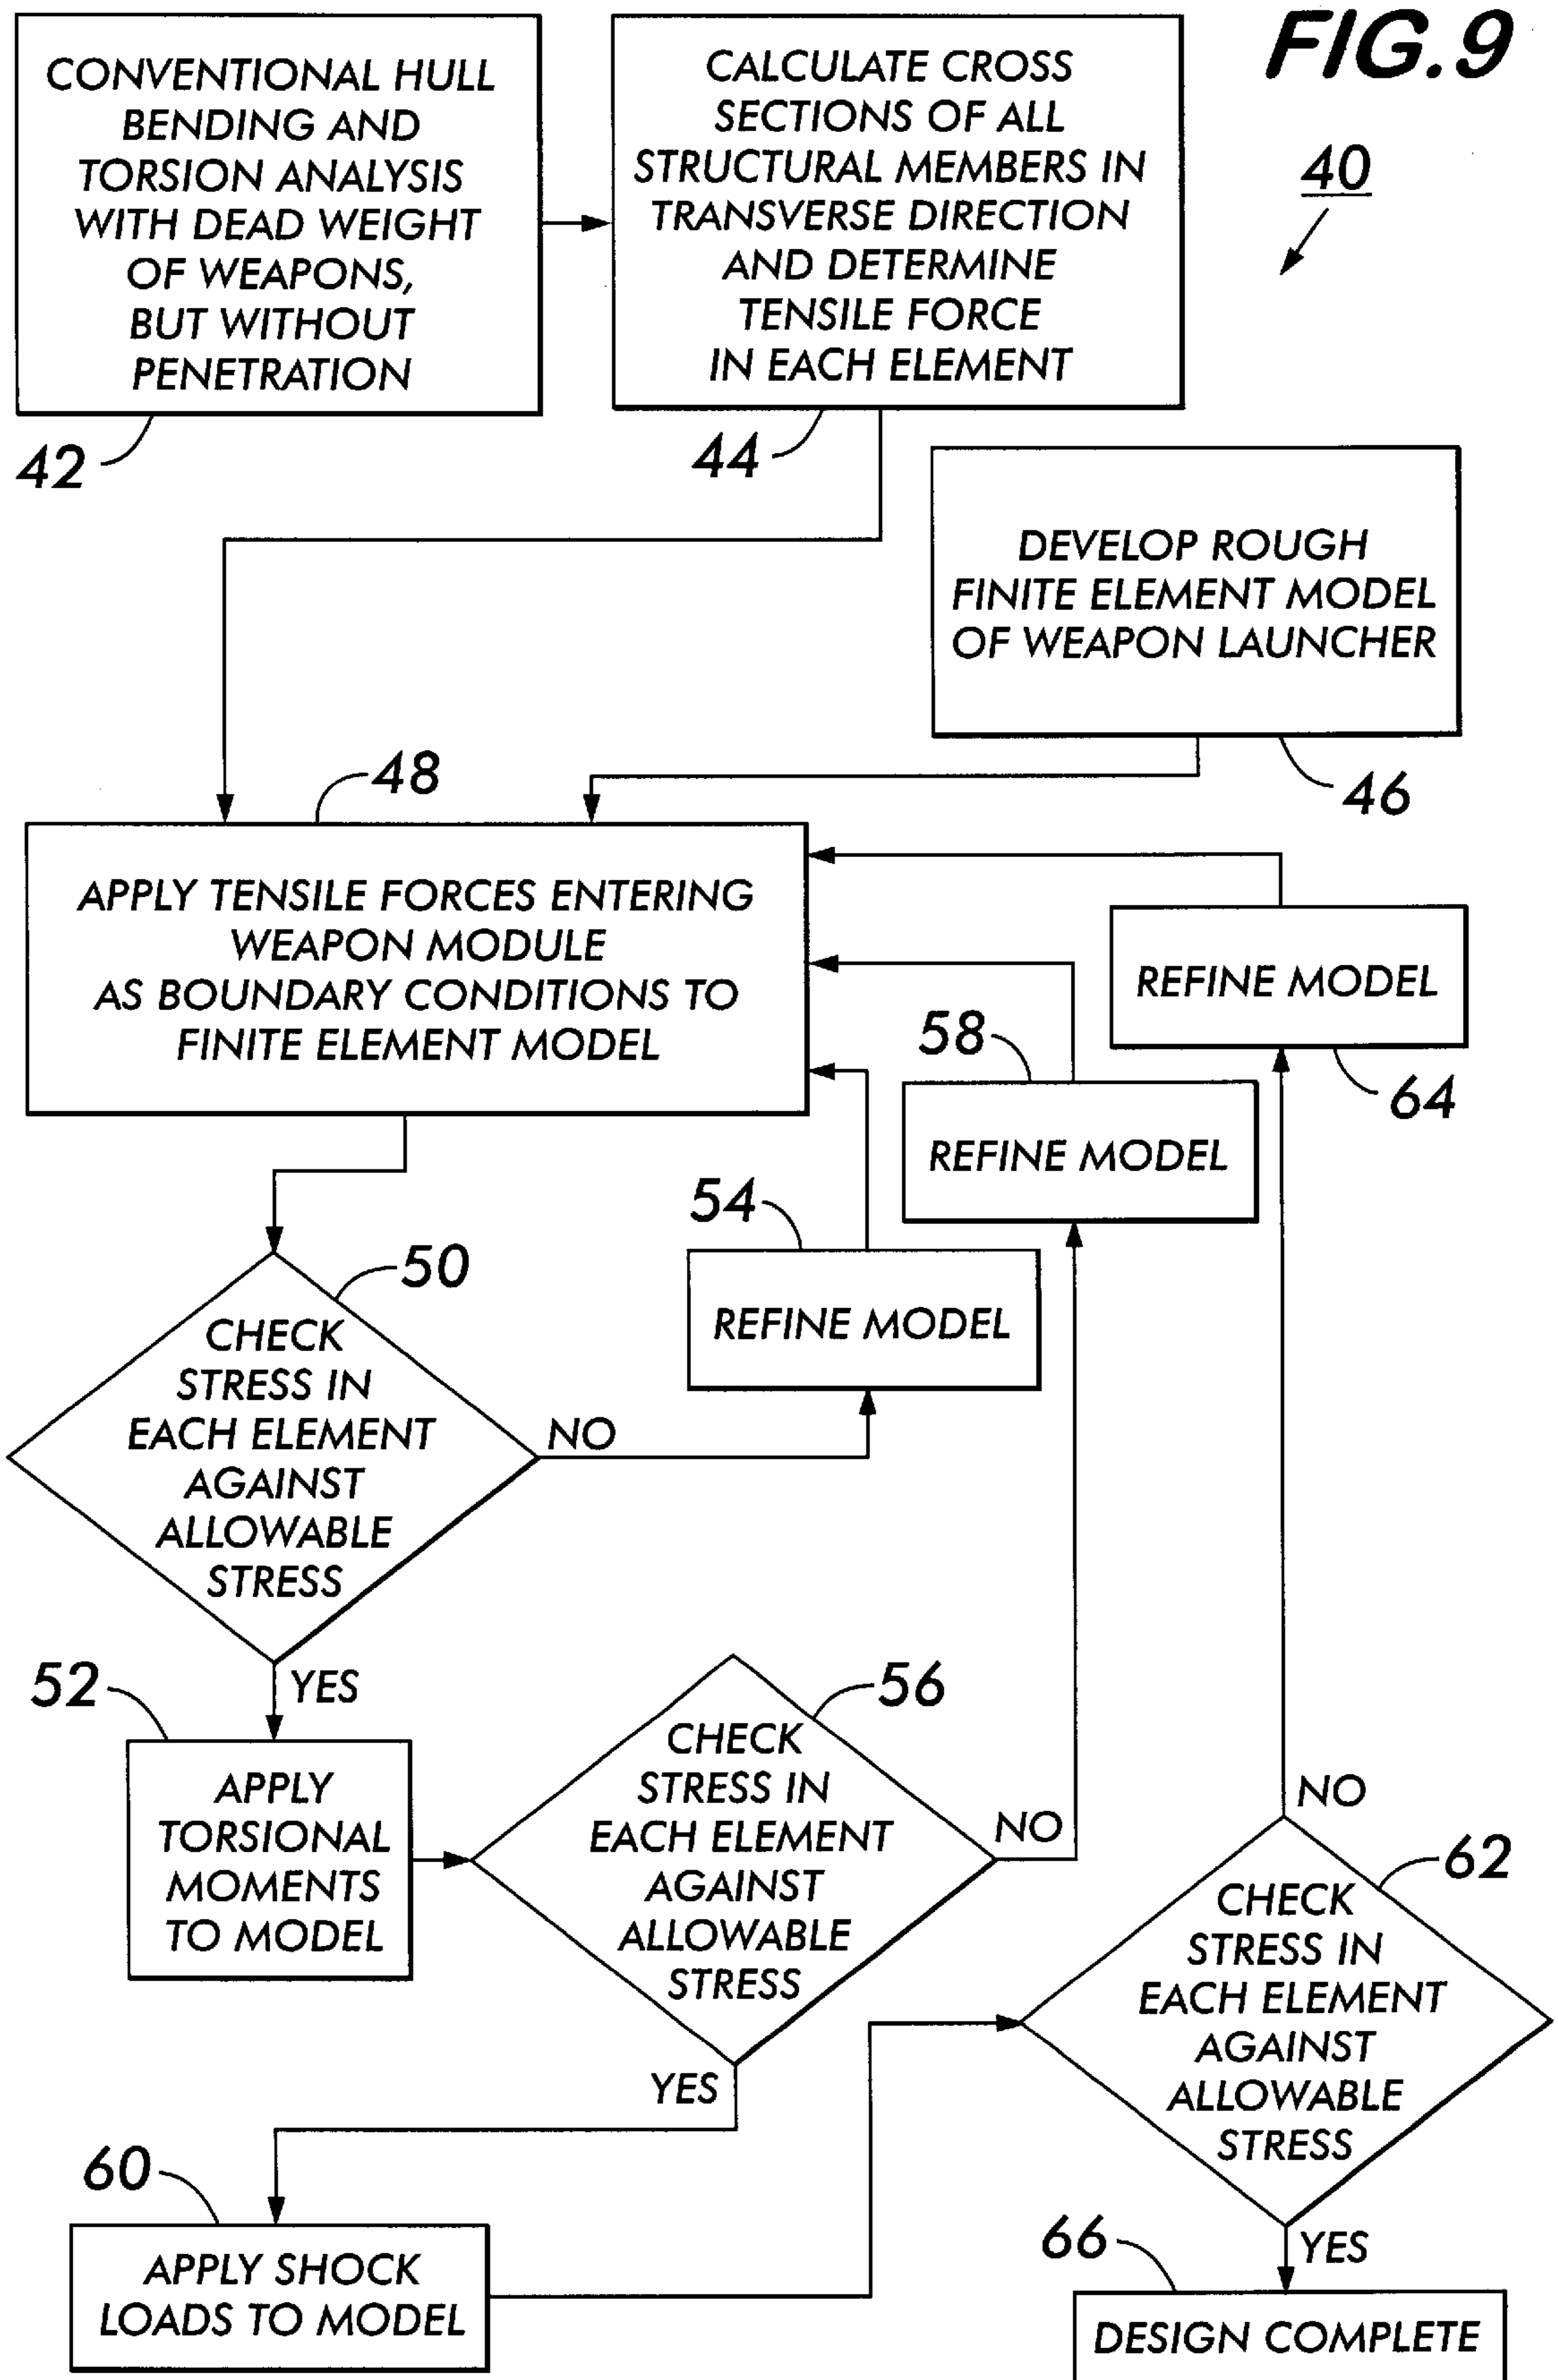 FIG.9
40
CONVENTIONAL HULL
BENDING AND
TORSION ANALYSIS
WITH DEAD WEIGHT
OF WEAPONS,
BUT WITHOUT
PENETRATION
42
CALCULATE CROSS
SECTIONS OF ALL
STRUCTURAL MEMBERS IN
TRANSVERSE DIRECTION
AND DETERMINE
TENSILE FORCE
IN EACH ELEMENT
44
DEVELOP ROUGH
FINITE ELEMENT MODEL
OF WEAPON LAUNCHER
46
48
APPLY TENSILE FORCES ENTERING
WEAPON MODULE
AS BOUNDARY CONDITIONS TO
FINITE ELEMENT MODEL
REFINE MODEL
64
58
REFINE MODEL
54
REFINE MODEL
50
CHECK
STRESS IN
EACH ELEMENT
AGAINST
ALLOWABLE
STRESS
NO
YES
52
APPLY
TORSIONAL
MOMENTS
TO MODEL
56
CHECK
STRESS IN
EACH ELEMENT
AGAINST
ALLOWABLE
STRESS
NO
YES
60
APPLY SHOCK
LOADS TO MODEL
NO
62
CHECK
STRESS IN
EACH ELEMENT
AGAINST
ALLOWABLE
STRESS
YES
66
DESIGN COMPLETE